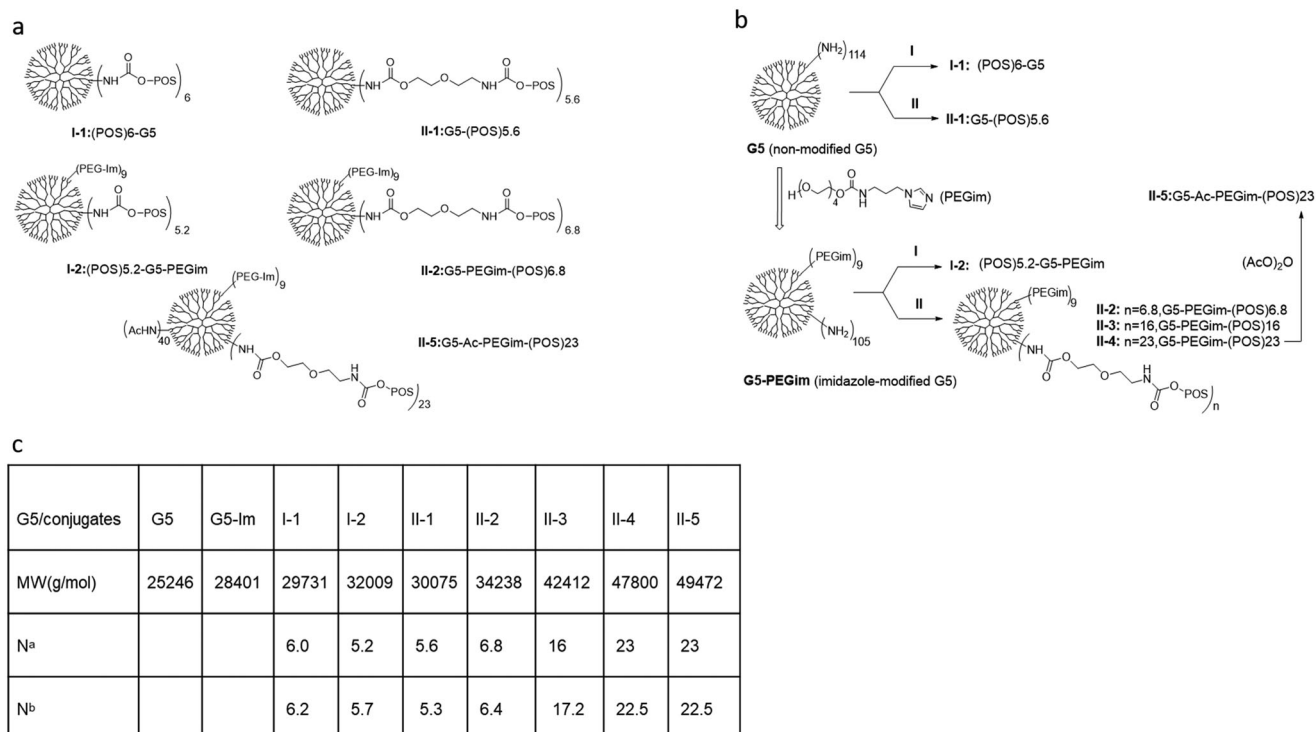 a
NH
O
O-POS
6
I-1:(POS)6-G5
NH
O
O
O
NH
O
O-POS
5.6
II-1:G5-(POS)5.6
(PEG-Im)9
NH
O
O-POS
5.2
I-2:(POS)5.2-G5-PEGim
(PEG-Im)9
NH
O
O
O
NH
O
O-POS
6.8
II-2:G5-PEGim-(POS)6.8
(PEG-Im)9
(AcHN)40
NH
O
O
O
H
N
O
O
POS
23
II-5:G5-Ac-PEGim-(POS)23
b
(NH2)114
G5 (non-modified G5)
I
I-1: (POS)6-G5
II
II-1:G5-(POS)5.6
H(O)4
O
N
H
N
N
(PEGim)
(PEGim)9
(NH2)105
G5-PEGim (imidazole-modified G5)
I
I-2: (POS)5.2-G5-PEGim
II
(PEGim)9
NH
O
O
O
H
N
O
O
POS
n
II-2: n=6.8,G5-PEGim-(POS)6.8
II-3: n=16,G5-PEGim-(POS)16
II-4: n=23,G5-PEGim-(POS)23
(AcO)2O
II-5:G5-Ac-PEGim-(POS)23
c
G5/conjugates G5 G5-Im I-1 I-2 II-1 II-2 II-3 II-4 II-5
MW(g/mol) 25246 28401 29731 32009 30075 34238 42412 47800 49472
Na 6.0 5.2 5.6 6.8 16 23 23
Nb 6.2 5.7 5.3 6.4 17.2 22.5 22.5